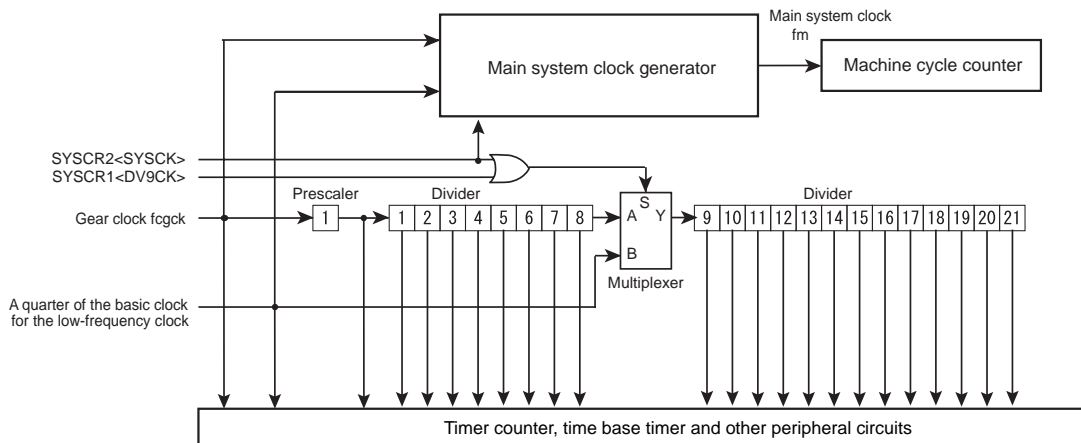 Main system clock
fm
Main system clock generator
Machine cycle counter
SYSCR2<SYSCK>
SYSCR1<DV9CK>
Prescaler
Divider
S
Divider
Gear clock fcgck
1
1 2 3 4 5 6 7 8
A Y
9 10 11 12 13 14 15 16 17 18 19 20 21
B
Multiplexer
A quarter of the basic clock
for the low-frequency clock
Timer counter, time base timer and other peripheral circuits